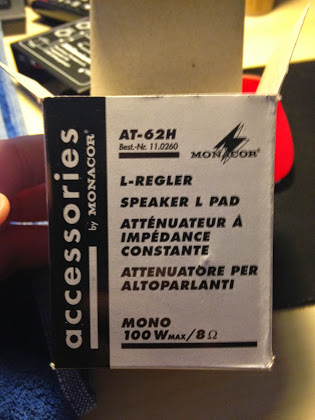 accessories
by MONACOR®
AT-62H
Best.-Nr. 11.0260
MONACOR®
L-REGLER
SPEAKER L PAD
ATTÉNUATEUR À
IMPÉDANCE
CONSTANTE
ATTENUATORE PER
ALTOPARLANTI
MONO
100 WMAX/8 Ω